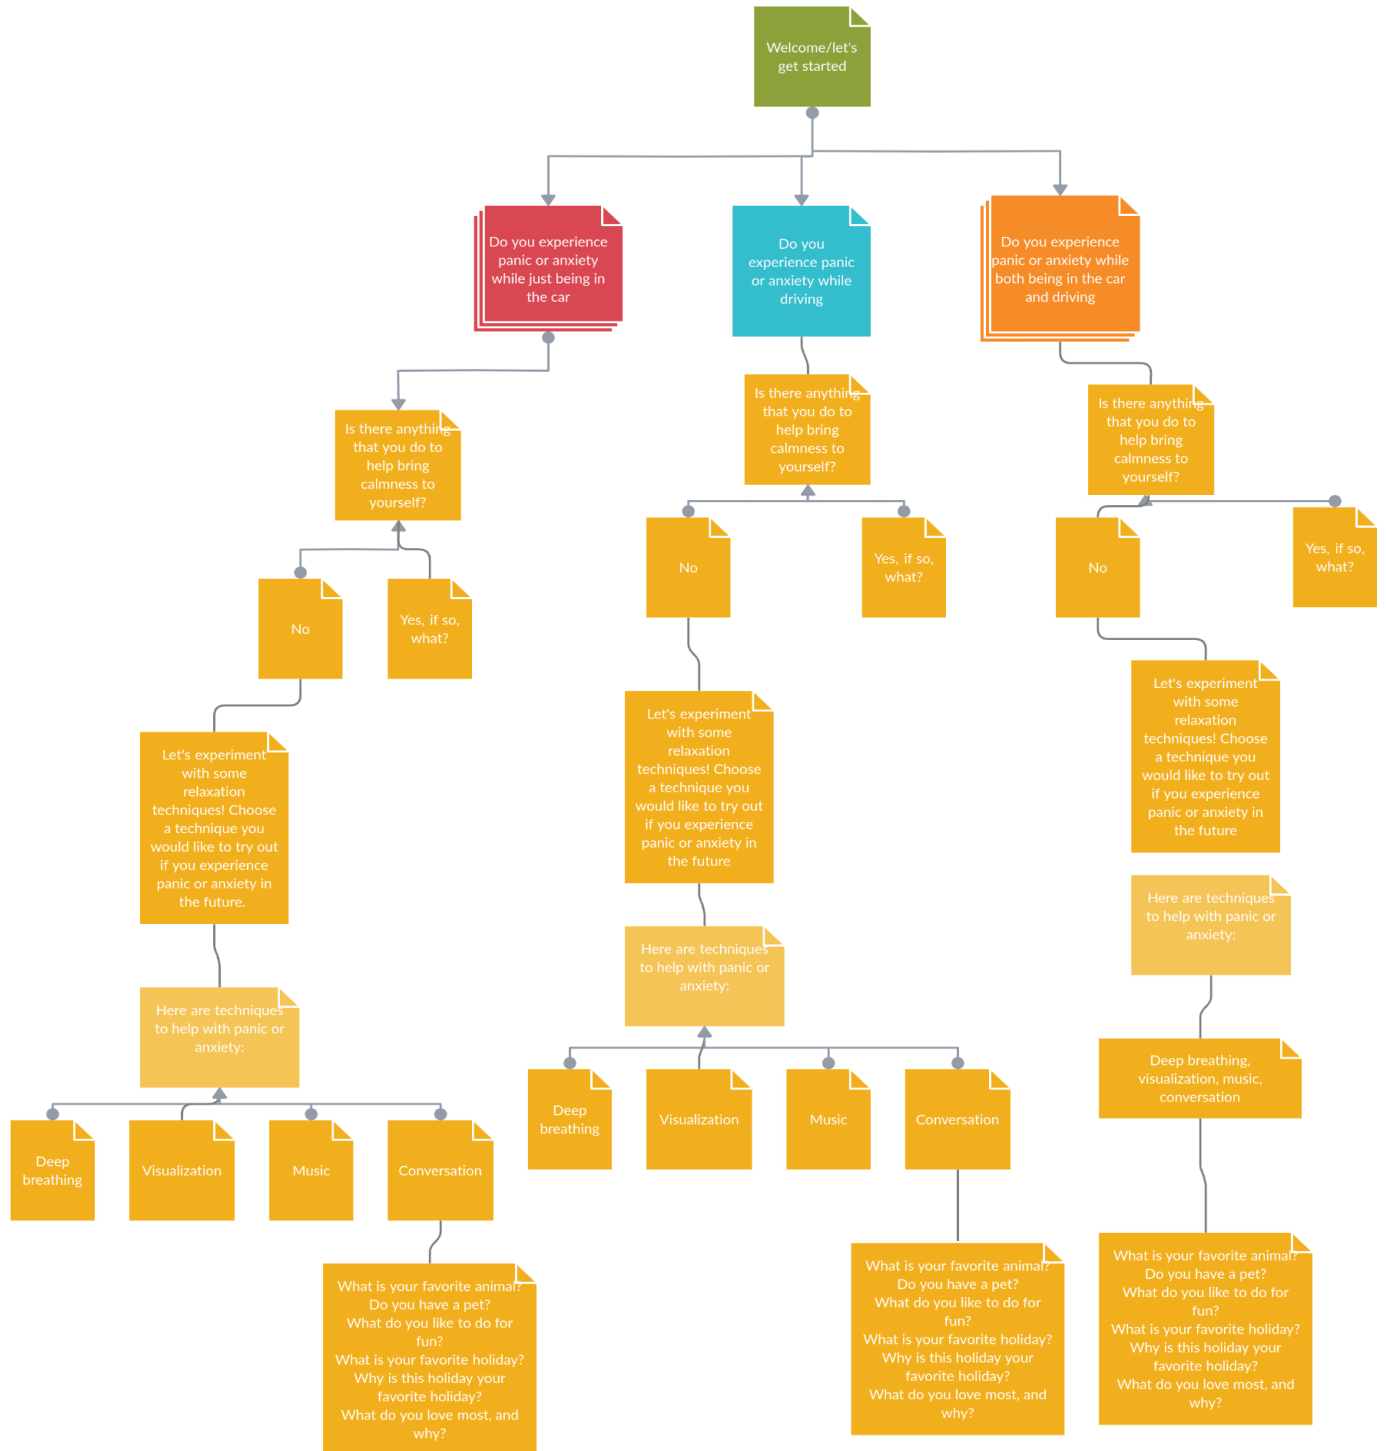 Welcome/let's
get started
Do you experience
panic or anxiety
while just being in
the car
Do you
experience panic
or anxiety while
driving
Do you experience
panic or anxiety while
both being in the car
and driving
Is there anything
that you do to
help bring
calmness to
yourself?
Is there anything
that you do to
help bring
calmness to
yourself?
Is there anything
that you do to
help bring
calmness to
yourself?
No
Yes, if so,
what?
No
Yes, if so,
what?
No
Yes, if so,
what?
Let's experiment
with some
relaxation
techniques! Choose
a technique you
would like to try out
if you experience
panic or anxiety in
the future.
Let's experiment
with some
relaxation
techniques! Choose
a technique you
would like to try out
if you experience
panic or anxiety in
the future
Let's experiment
with some
relaxation
techniques! Choose
a technique you
would like to try out
if you experience
panic or anxiety in
the future
Here are techniques
to help with panic or
anxiety:
Here are techniques
to help with panic or
anxiety:
Here are techniques
to help with panic or
anxiety:
Deep
breathing
Visualization
Music
Conversation
Deep
breathing
Visualization
Music
Conversation
Deep breathing,
visualization, music,
conversation
What is your favorite animal?
Do you have a pet?
What do you like to do for
fun?
What is your favorite holiday?
Why is this holiday your
favorite holiday?
What do you love most, and
why?
What is your favorite animal?
Do you have a pet?
What do you like to do for
fun?
What is your favorite holiday?
Why is this holiday your
favorite holiday?
What do you love most, and
why?
What is your favorite animal?
Do you have a pet?
What do you like to do for
fun?
What is your favorite holiday?
Why is this holiday your
favorite holiday?
What do you love most, and
why?